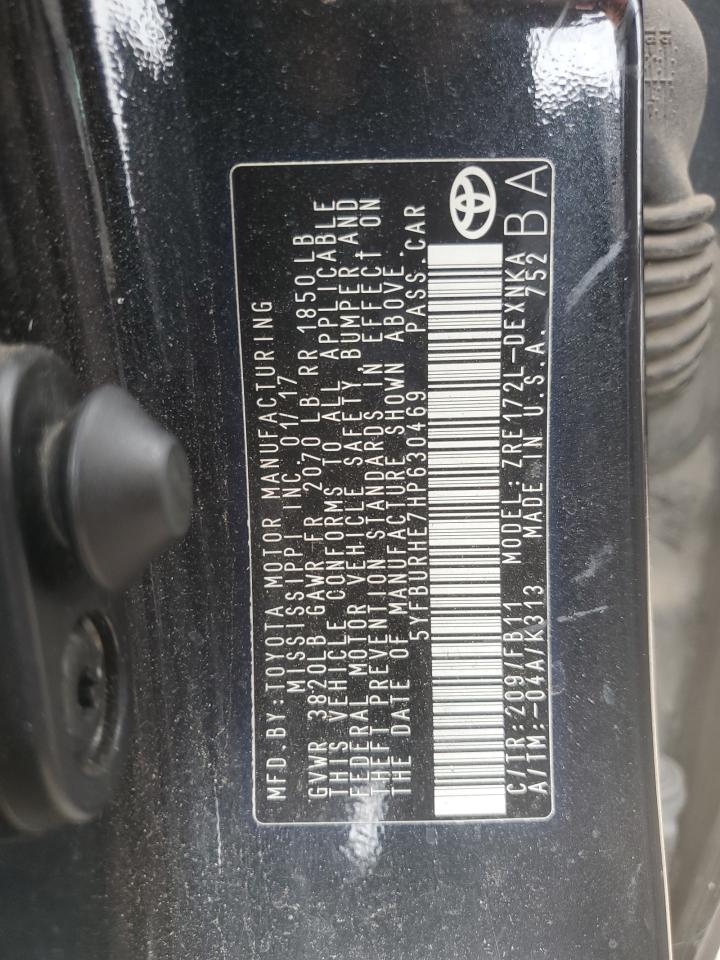 MFD.BY:TOYOTA MOTOR MANUFACTURING
MISSISSIPPI INC. 01/17
GVWR 3820LB GAWR FR 2070 LB RR 1850 LB
THIS VEHICLE CONFORMS TO ALL APPLICABLE
FEDERAL MOTOR VEHICLE SAFETY, BUMPER AND
THEFT PREVENTION STANDARDS IN EFFECT ON
THE DATE OF MANUFACTURE SHOWN ABOVE.
5YFBURHE7HP630469 PASS.CAR
C/TR:209/FB11 MODEL:ZRE172L-DEXNKA
A/TM:-04A/K313 MADE IN U.S.A. 752
BA